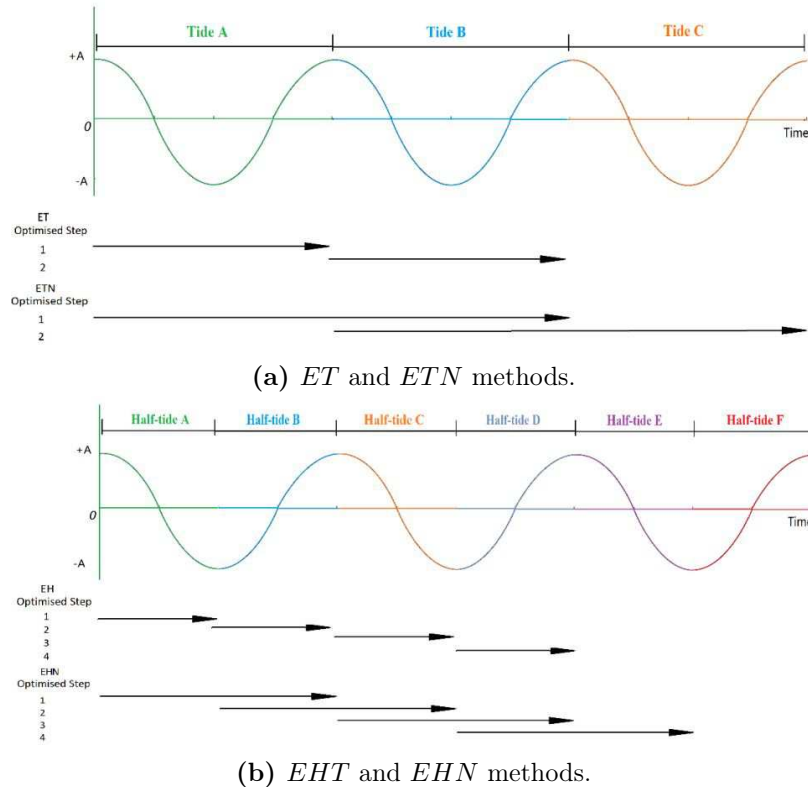 Tide A Tide B Tide C
+A
0
Time
-A
ET
Optimised Step
1
2
ETN
Optimised Step
1
2
(a) ET and ETN methods.
Half-tide A Half-tide B Half-tide C Half-tide D Half-tide E Half-tide F
+A
0
Time
-A
EH
Optimised Step
1
2
3
4
EHN
Optimised Step
1
2
3
4
(b) EHT and EHN methods.